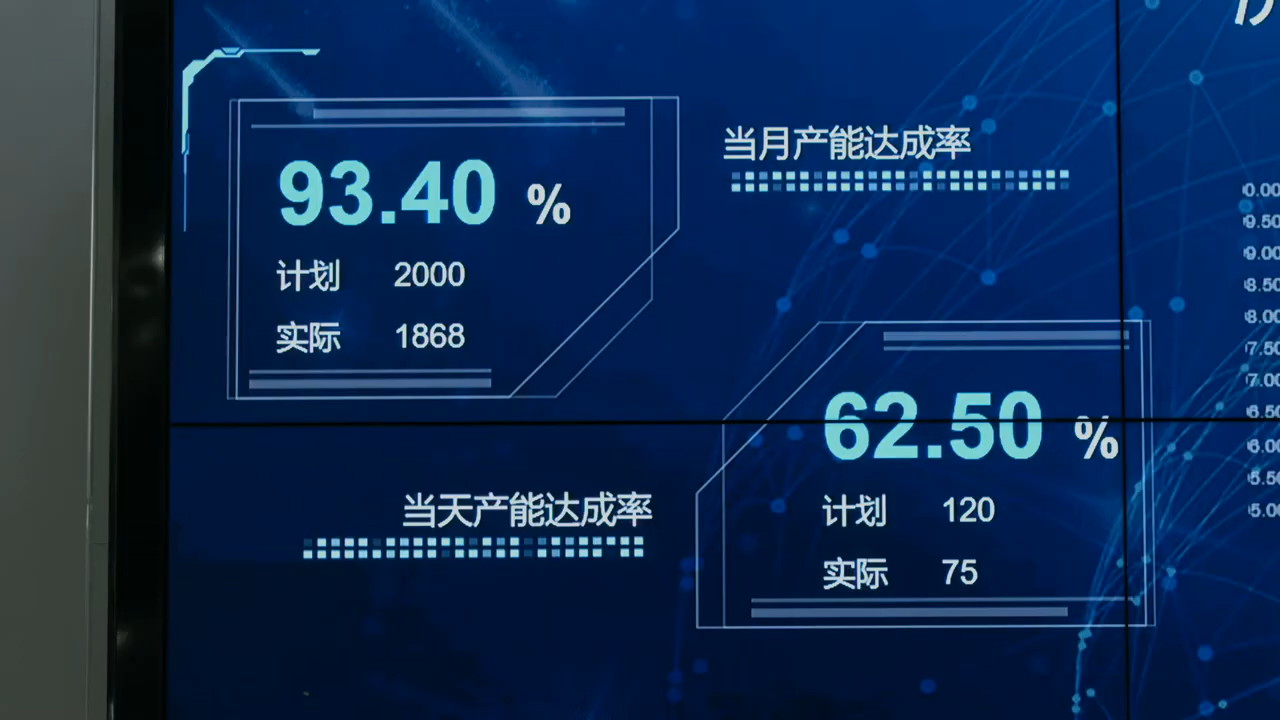 93.40 %
当月产能达成率
计划 2000
实际 1868
62.50 %
当天产能达成率
计划 120
实际 75